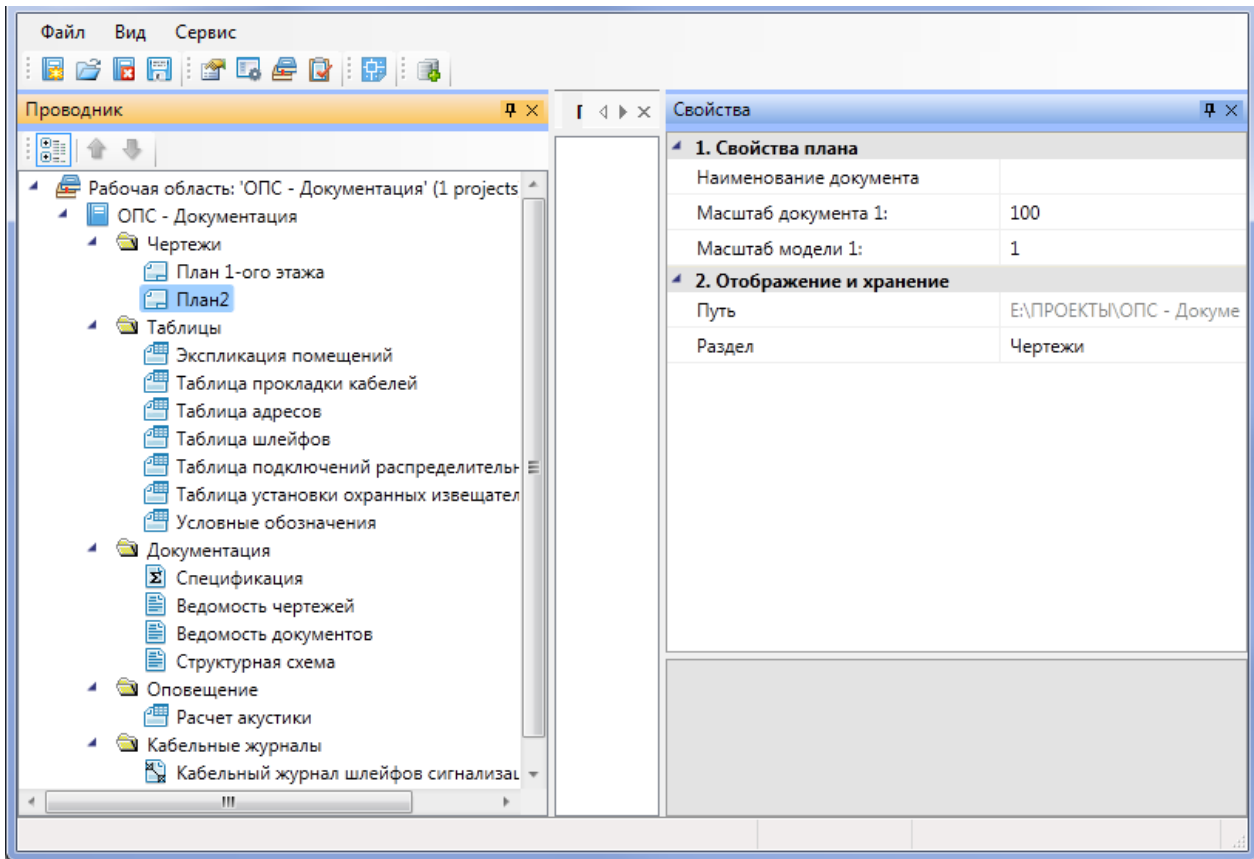 Файл Вид Сервис
Проводник
Рабочая область: 'ОПС - Документация' (1 projects
ОПС - Документация
Чертежи
План 1-ого этажа
План2
Таблицы
Экспликация помещений
Таблица прокладки кабелей
Таблица адресов
Таблица шлейфов
Таблица подключений распределитель
Таблица установки охранных извещател
Условные обозначения
Документация
Спецификация
Ведомость чертежей
Ведомость документов
Структурная схема
Оповещение
Расчет акустики
Кабельные журналы
Кабельный журнал шлейфов сигнализац
Свойства
1. Свойства плана
Наименование документа
Масштаб документа 1: 100
Масштаб модели 1: 1
2. Отображение и хранение
Путь E:\ПРОЕКТЫ\ОПС - Докуме
Раздел Чертежи